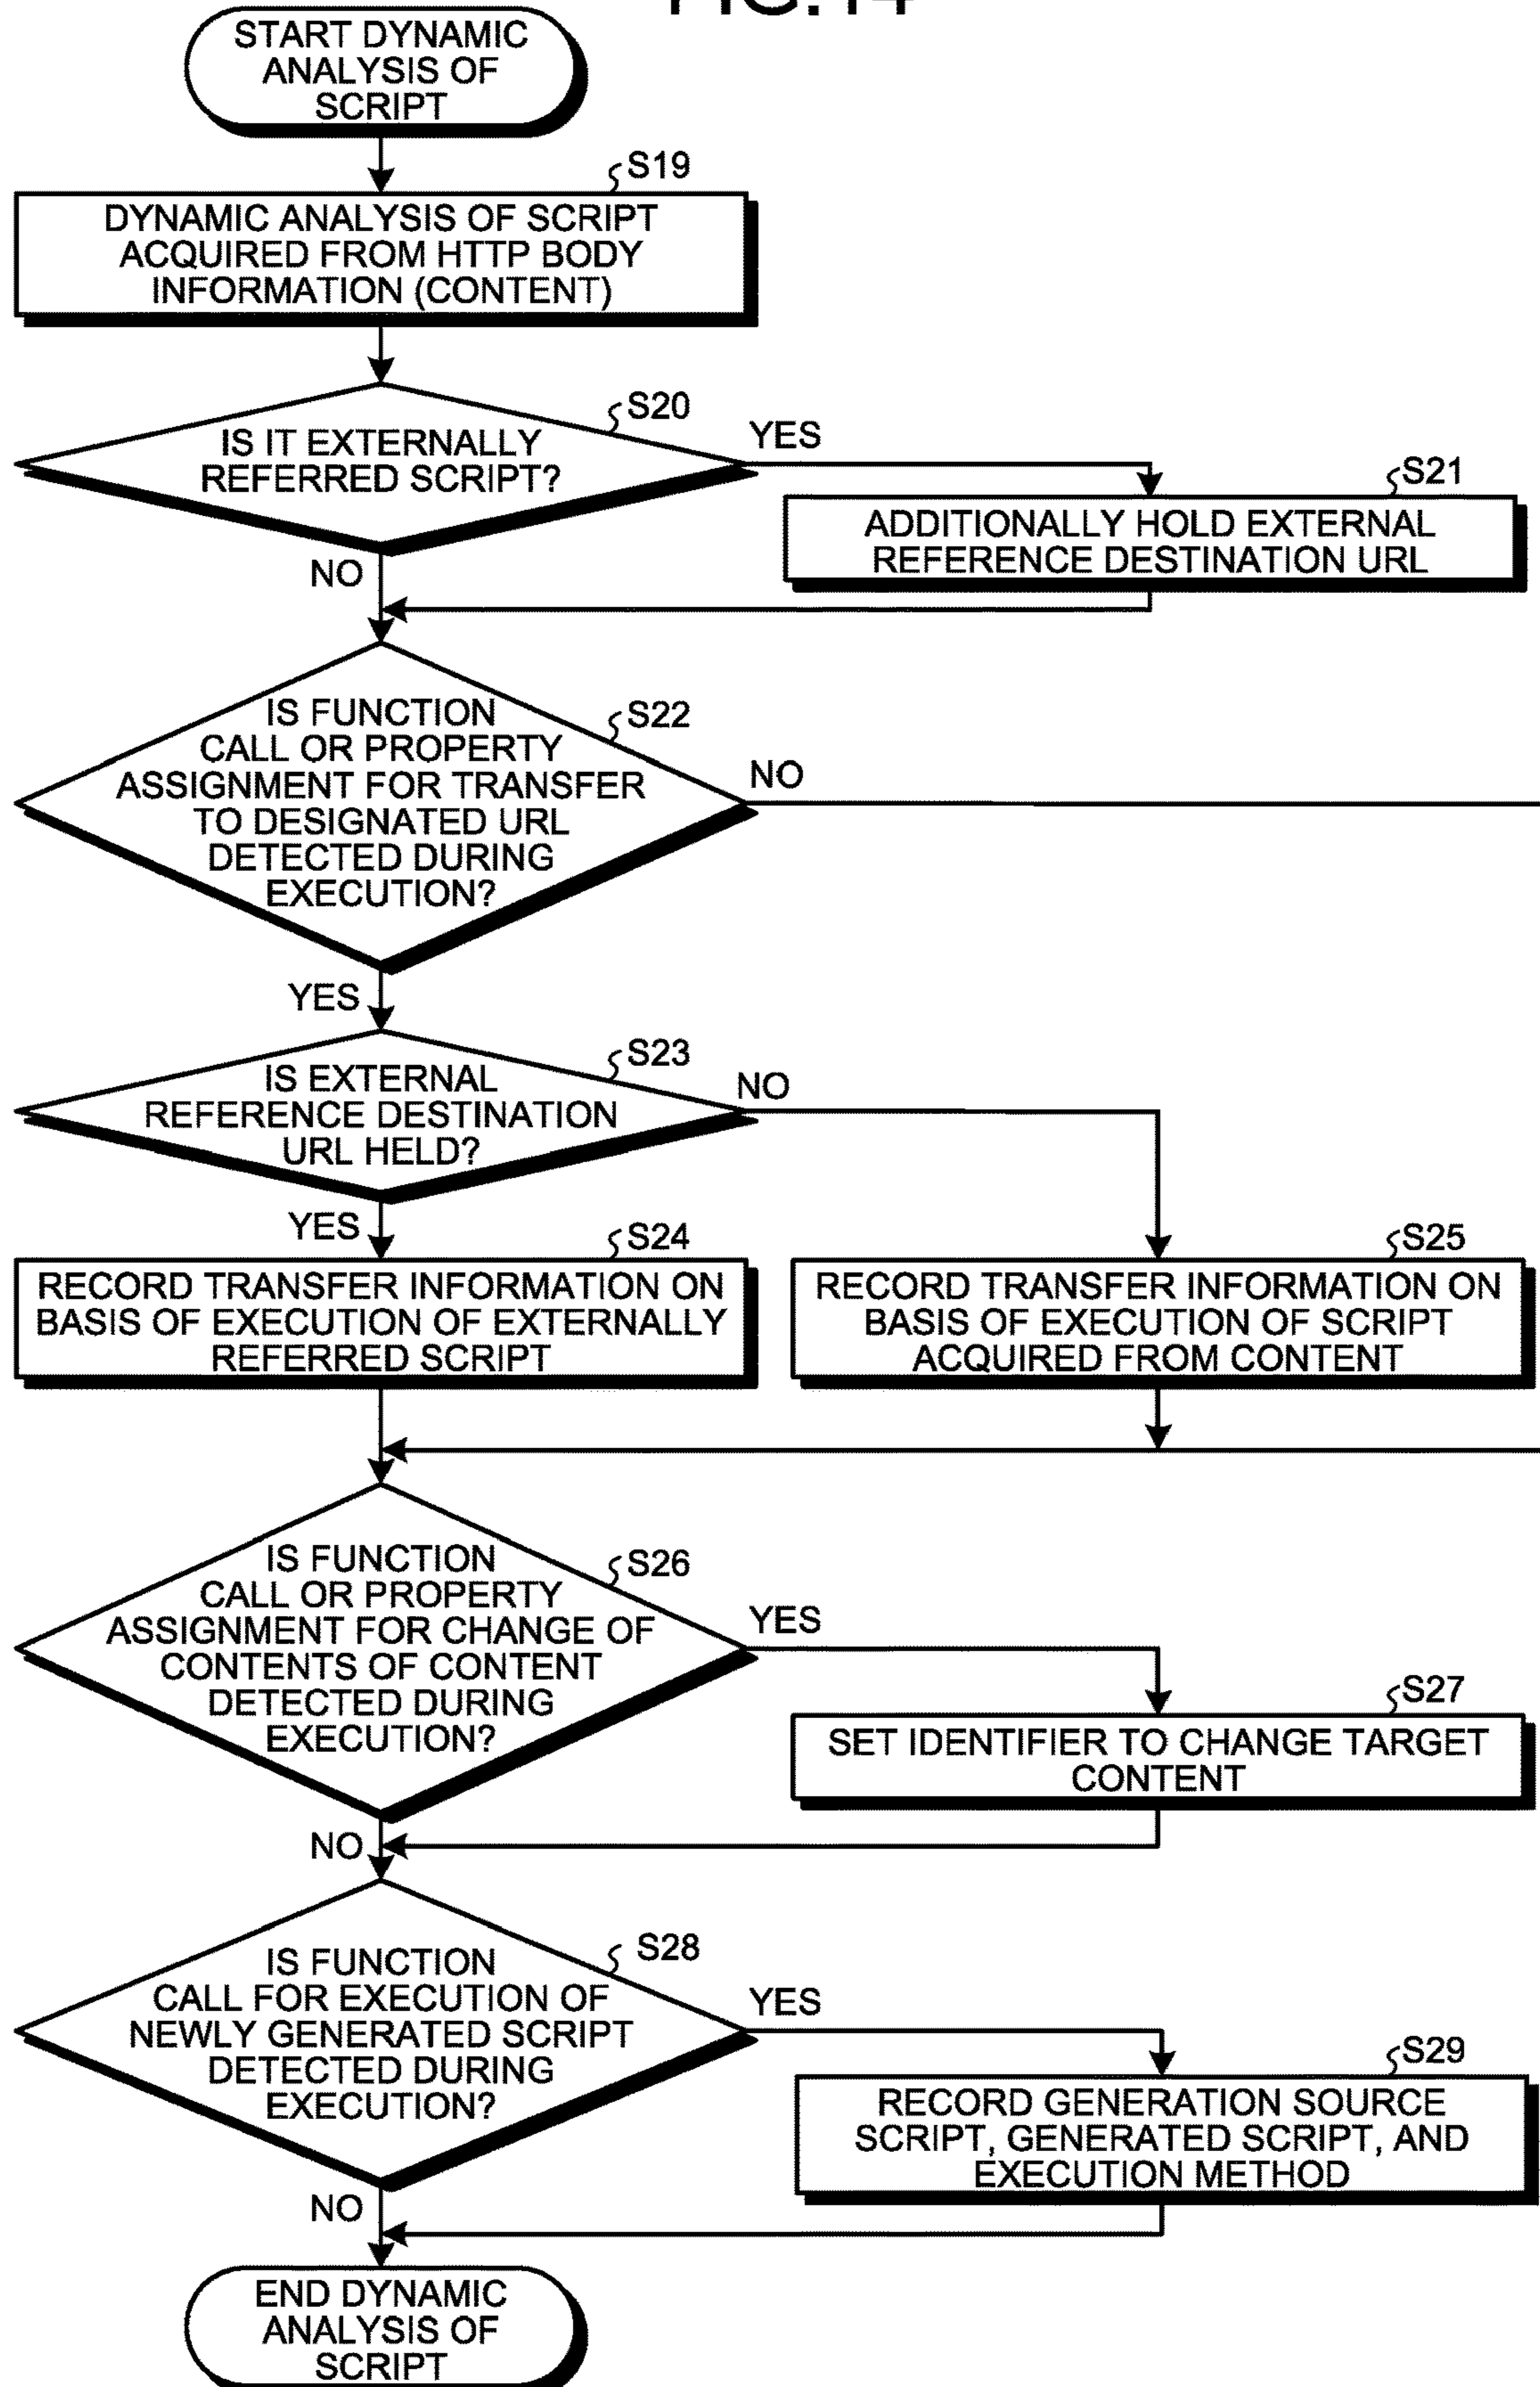 FIG.14
START DYNAMIC
ANALYSIS OF
SCRIPT
S19
DYNAMIC ANALYSIS OF SCRIPT
ACQUIRED FROM HTTP BODY
INFORMATION (CONTENT)
S20
IS IT EXTERNALLY
REFERRED SCRIPT?
YES
S21
ADDITIONALLY HOLD EXTERNAL
REFERENCE DESTINATION URL
NO
S22
IS FUNCTION
CALL OR PROPERTY
ASSIGNMENT FOR TRANSFER
TO DESIGNATED URL
DETECTED DURING
EXECUTION?
NO
YES
S23
IS EXTERNAL
REFERENCE DESTINATION
URL HELD?
NO
YES
S24
RECORD TRANSFER INFORMATION ON
BASIS OF EXECUTION OF EXTERNALLY
REFERRED SCRIPT
S25
RECORD TRANSFER INFORMATION ON
BASIS OF EXECUTION OF SCRIPT
ACQUIRED FROM CONTENT
S26
IS FUNCTION
CALL OR PROPERTY
ASSIGNMENT FOR CHANGE OF
CONTENTS OF CONTENT
DETECTED DURING
EXECUTION?
YES
S27
SET IDENTIFIER TO CHANGE TARGET
CONTENT
NO
S28
IS FUNCTION
CALL FOR EXECUTION OF
NEWLY GENERATED SCRIPT
DETECTED DURING
EXECUTION?
YES
S29
RECORD GENERATION SOURCE
SCRIPT, GENERATED SCRIPT, AND
EXECUTION METHOD
NO
END DYNAMIC
ANALYSIS OF
SCRIPT